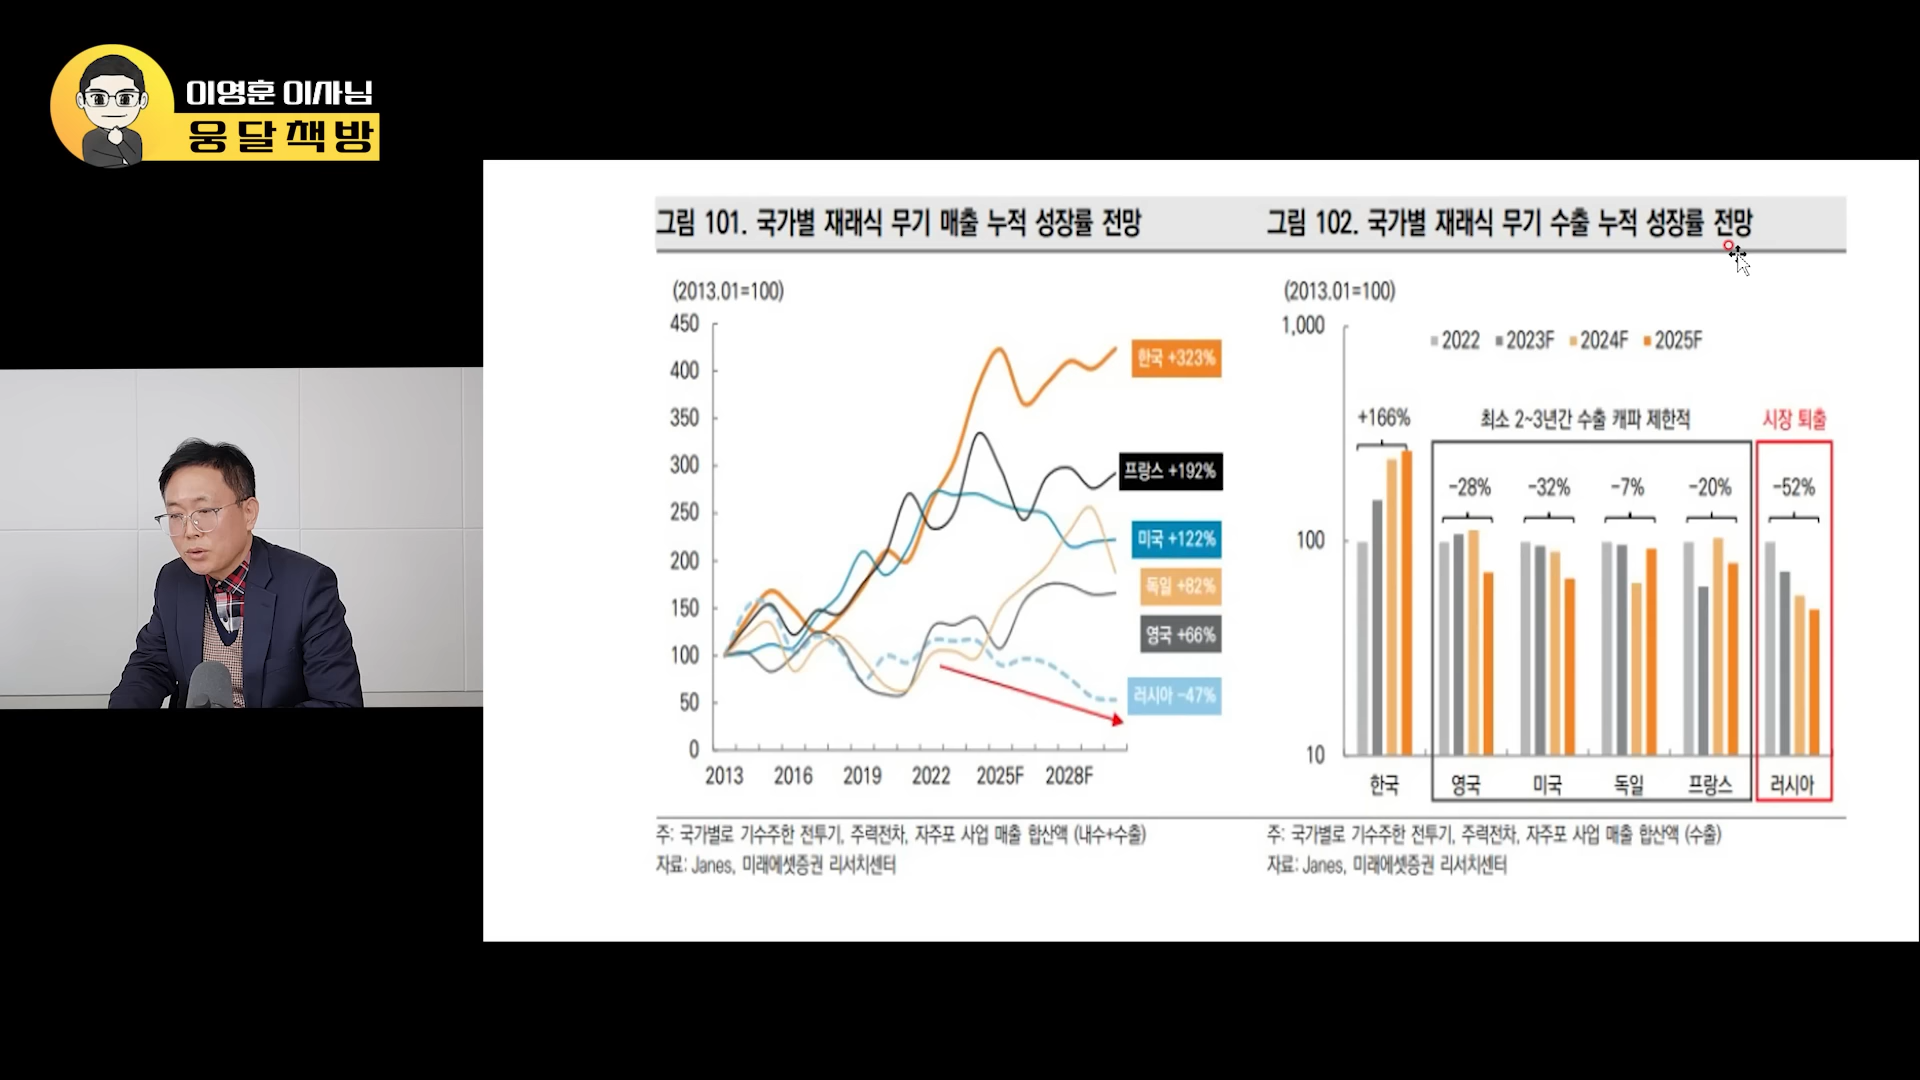 이영훈 이사님
웅달책방
그림 101. 국가별 재래식 무기 매출 누적 성장률 전망
(2013.01=100)
450
400
350
300
250
200
150
100
50
0
2013 2016 2019 2022 2025F 2028F
한국 +323%
프랑스 +192%
미국 +122%
독일 +82%
영국 +66%
러시아 -47%
주: 국가별로 기수주한 전투기, 주력전차, 자주포 사업 매출 합산액 (내수+수출)
자료: Janes, 미래에셋증권 리서치센터
그림 102. 국가별 재래식 무기 수출 누적 성장률 전망
(2013.01=100)
1,000
100
10
2022 2023F 2024F 2025F
+166%
최소 2~3년간 수출 캐파 제한적
시장 퇴출
-28% -32% -7% -20% -52%
한국 영국 미국 독일 프랑스 러시아
주: 국가별로 기수주한 전투기, 주력전차, 자주포 사업 매출 합산액 (수출)
자료: Janes, 미래에셋증권 리서치센터